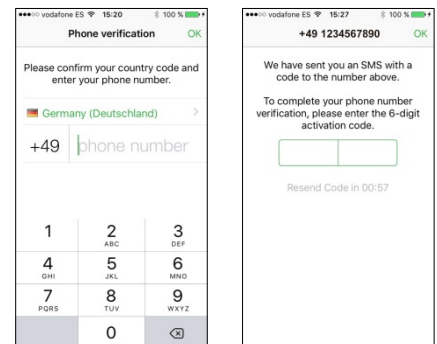 vodafone ES 15:20 100 %
Phone verification OK
Please confirm your country code and
enter your phone number.
Germany (Deutschland)
+49 phone number
1 2 3
ABC DEF
4 5 6
GHI JKL MNO
7 8 9
PQRS TUV WXYZ
0
vodafone ES 15:27 100 %
+49 1234567890 OK
We have sent you an SMS with a
code to the number above.
To complete your phone number
verification, please enter the 6-digit
activation code.
Resend Code in 00:57